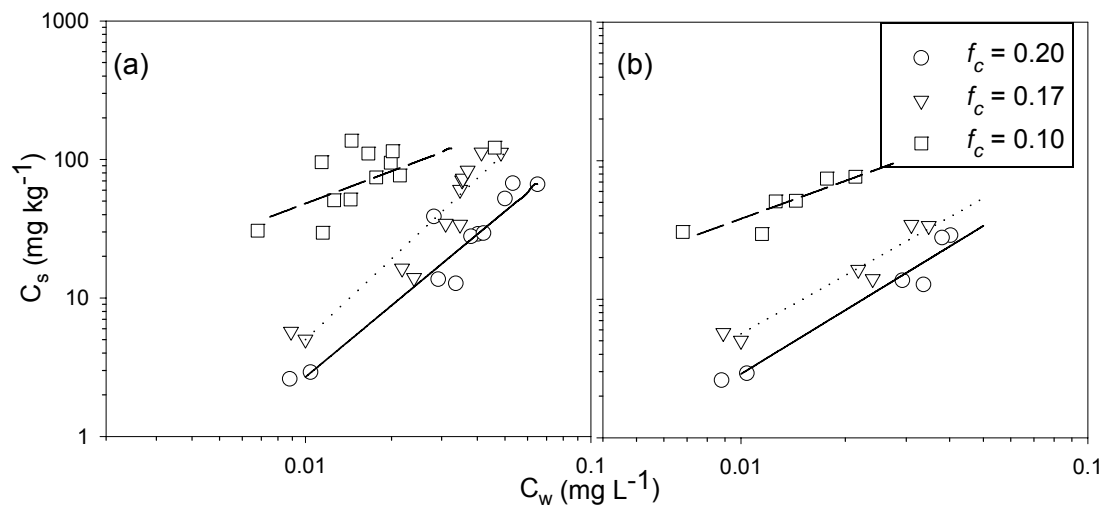 1000
100
10
1
C_s (mg kg⁻¹)
(a)
0.01
0.1
(b)
f_c = 0.20
f_c = 0.17
f_c = 0.10
0.01
0.1
C_w (mg L⁻¹)